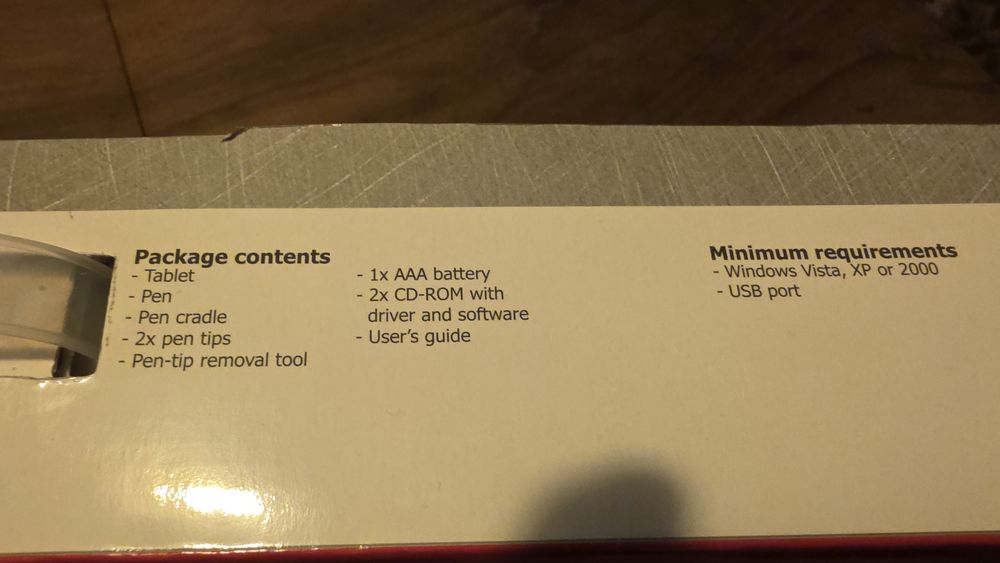 Package contents
- Tablet
- Pen
- Pen cradle
- 2x pen tips
- Pen-tip removal tool
- 1x AAA battery
- 2x CD-ROM with
driver and software
- User's guide
Minimum requirements
- Windows Vista, XP or 2000
- USB port